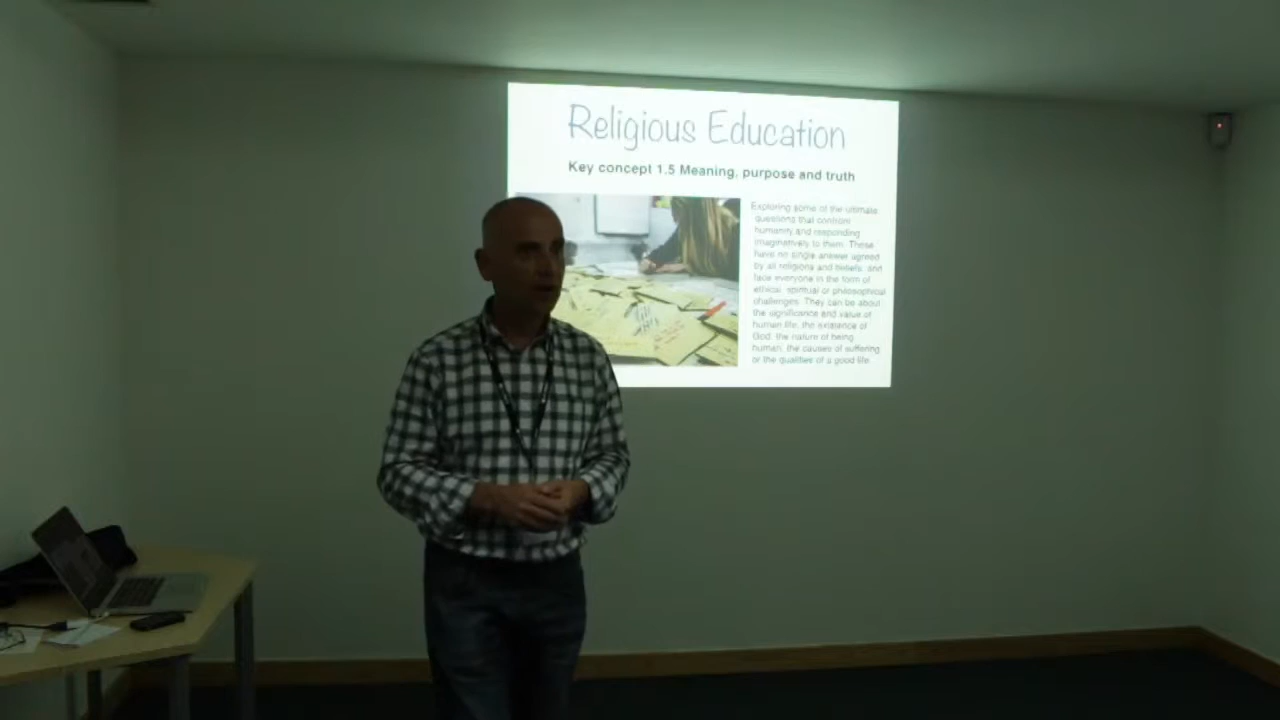 Religious Education
Key concept 1.5 Meaning, purpose and truth
Exploring some of the ultimate
questions that confront
humanity and responding
imaginatively to them. These
have no single answer agreed
by all religions and beliefs, and
face everyone in the form of
ethical, spiritual or philosophical
challenges. They can be about
the significance and value of
human life, the existence of
God, the nature of being
human, the causes of suffering
or the qualities of a good life.